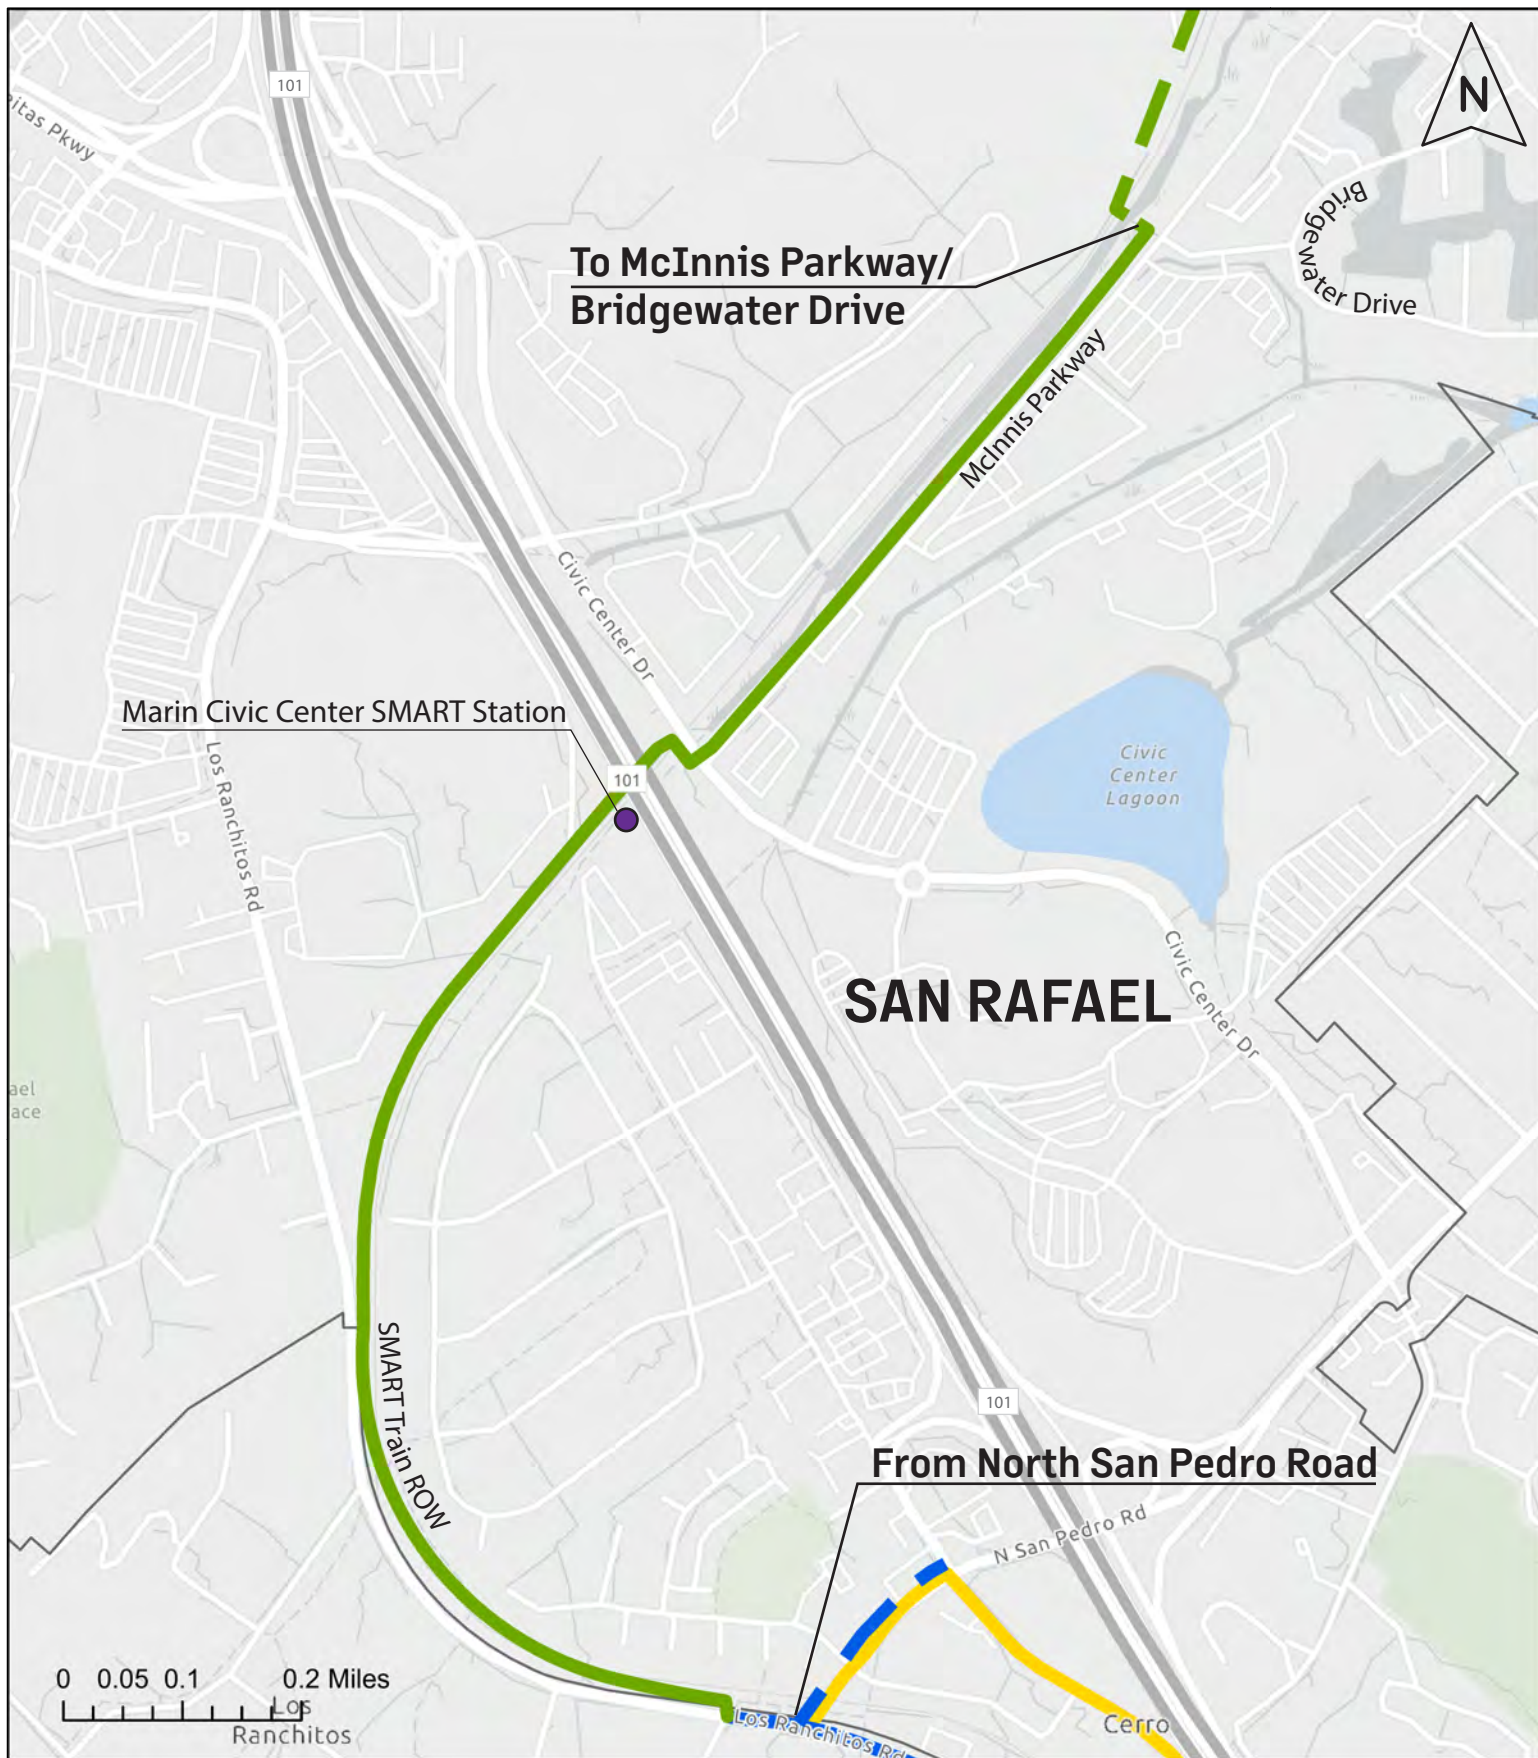 101
N
eitas Pkwy
Bridgewater Drive
To McInnis Parkway/
Bridgewater Drive
McInnis Parkway
Civic Center Dr
Marin Civic Center SMART Station
Los Ranchitos Rd
101
Civic
Center
Lagoon
SAN RAFAEL
Civic Center Dr
ael
ace
SMART Train ROW
101
From North San Pedro Road
N San Pedro Rd
0 0.05 0.1 0.2 Miles
Los
Ranchitos
Los Ranchitos Rd
Cerro